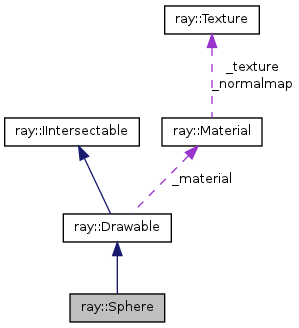 ray::Texture
_texture
_normalmap
ray::IIntersectable
ray::Material
_material
ray::Drawable
ray::Sphere